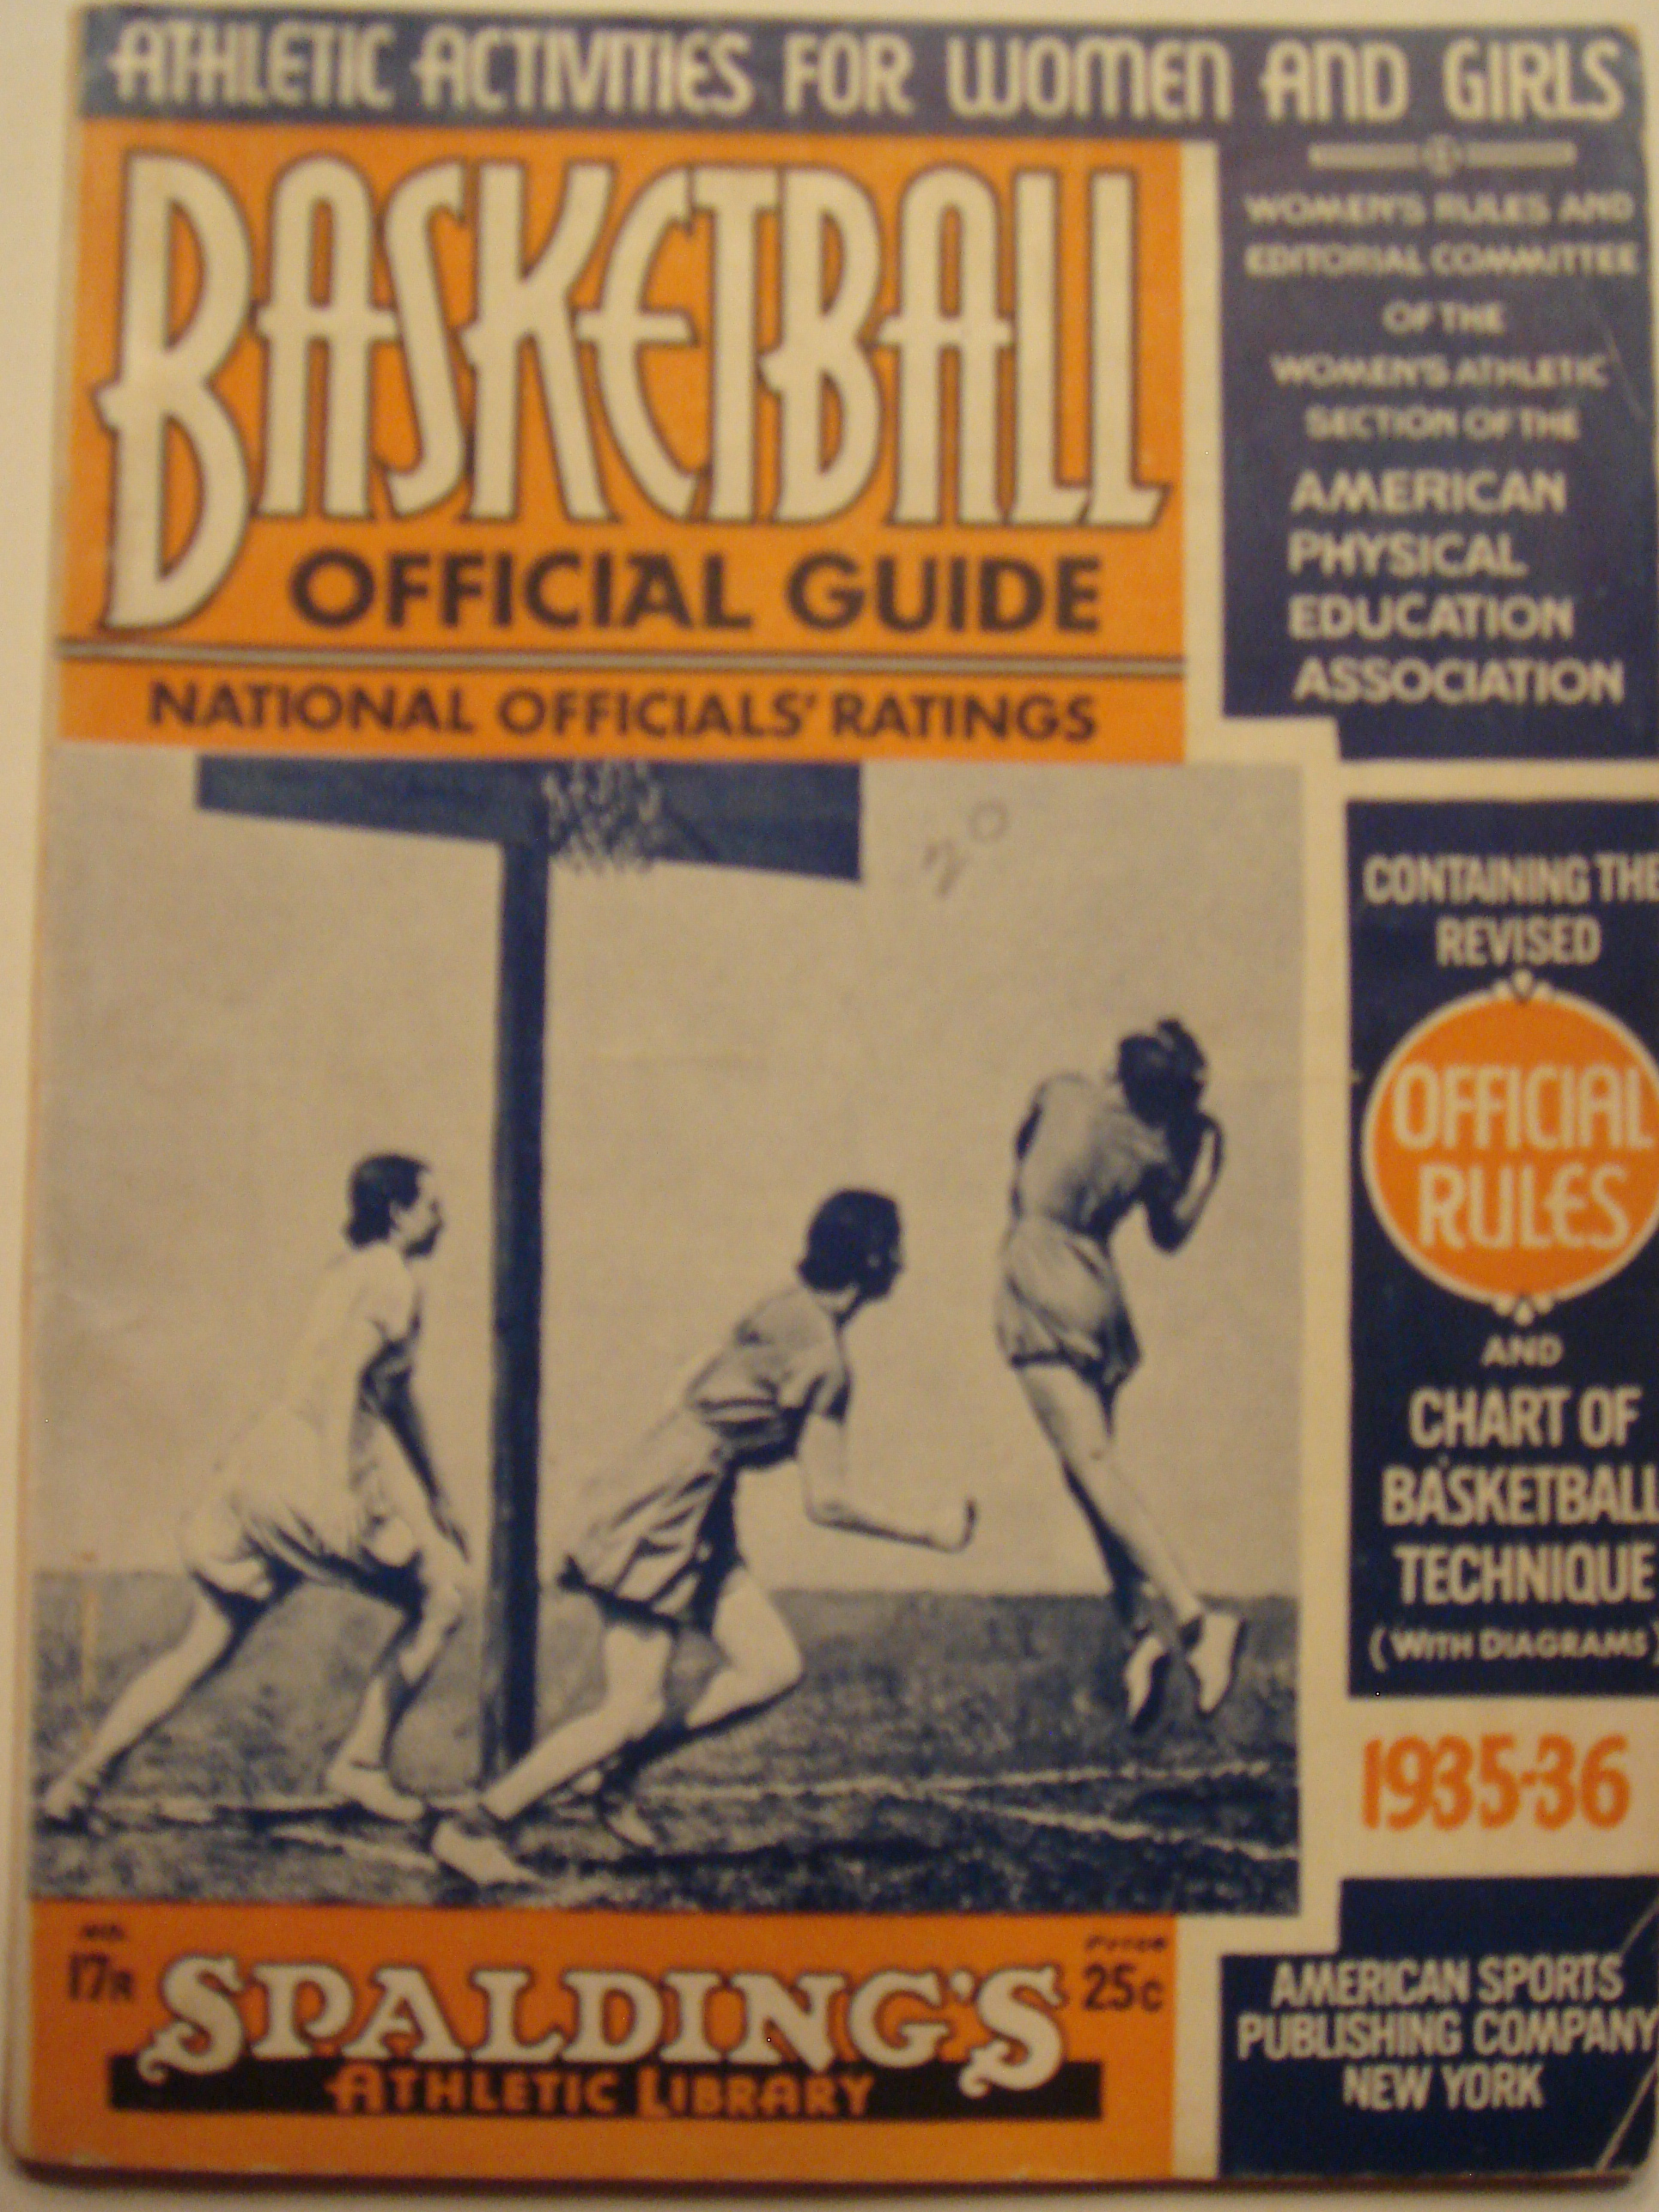 ATHLETIC ACTIVITIES FOR WOMEN AND GIRLS
BASKETBALL
OFFICIAL GUIDE
NATIONAL OFFICIALS' RATINGS
WOMEN'S RULES AND
EDITORIAL COMMITTEE
OF THE
WOMEN'S ATHLETIC
SECTION OF THE
AMERICAN
PHYSICAL
EDUCATION
ASSOCIATION
20
CONTAINING THE
REVISED
OFFICIAL
RULES
AND
CHART OF
BASKETBALL
TECHNIQUE
(WITH DIAGRAMS)
1935-36
NO.
17R
SPALDING'S
ATHLETIC LIBRARY
PRICE
25c
AMERICAN SPORTS
PUBLISHING COMPANY
NEW YORK